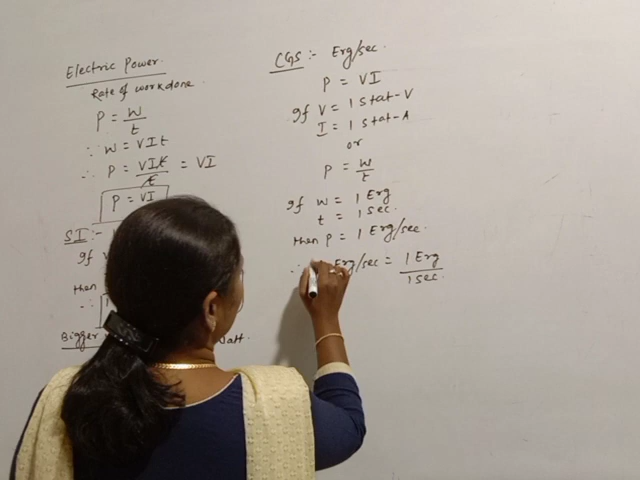 Electric Power
Rate of work done.
P = W/t
∴ W = VIt
∴ P = VIt/t = VI
P = VI
SI :-
If V
then
∴
Bigger Watt.
CGS :- Erg/sec.
P = VI
If V = 1 Stat-V
I = 1 Stat-A
or
P = W/t
If W = 1 Erg
t = 1 Sec.
then P = 1 Erg/sec.
∴ Erg/sec = 1 Erg/1 sec.